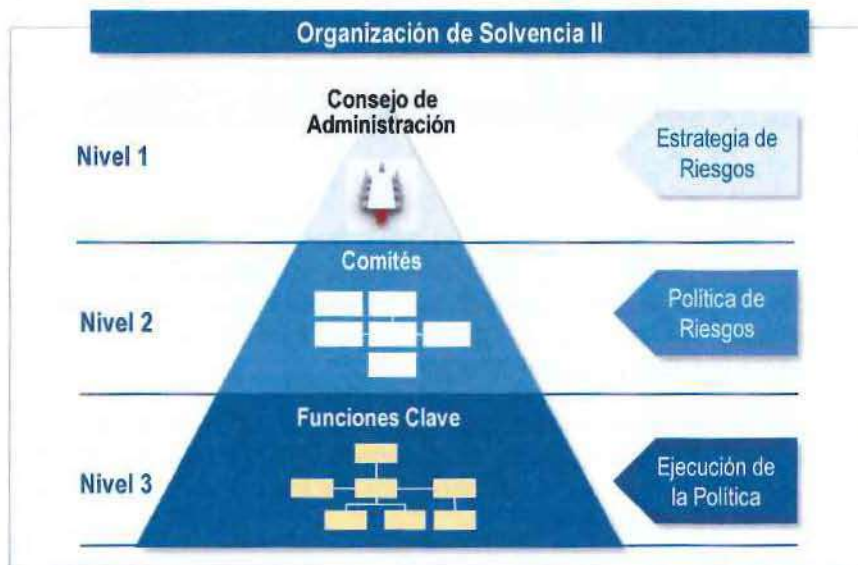 Organización de Solvencia II
Consejo de
Administración
Nivel 1
Estrategia de
Riesgos
Comités
Nivel 2
Política de
Riesgos
Funciones Clave
Nivel 3
Ejecución de
la Política